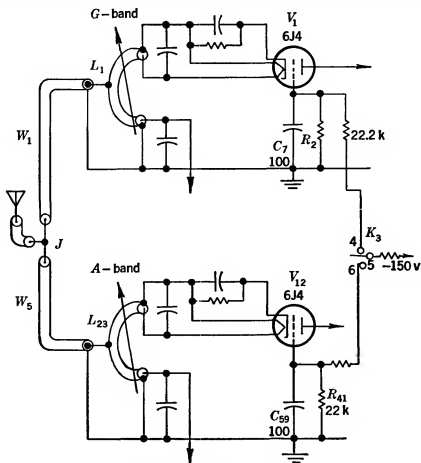 G-band
V1
6J4
L1
W1
C7
100
R2
22.2 k
J
K3
4
6
5
−150 v
A-band
V12
6J4
W5
L23
C59
100
R41
22 k